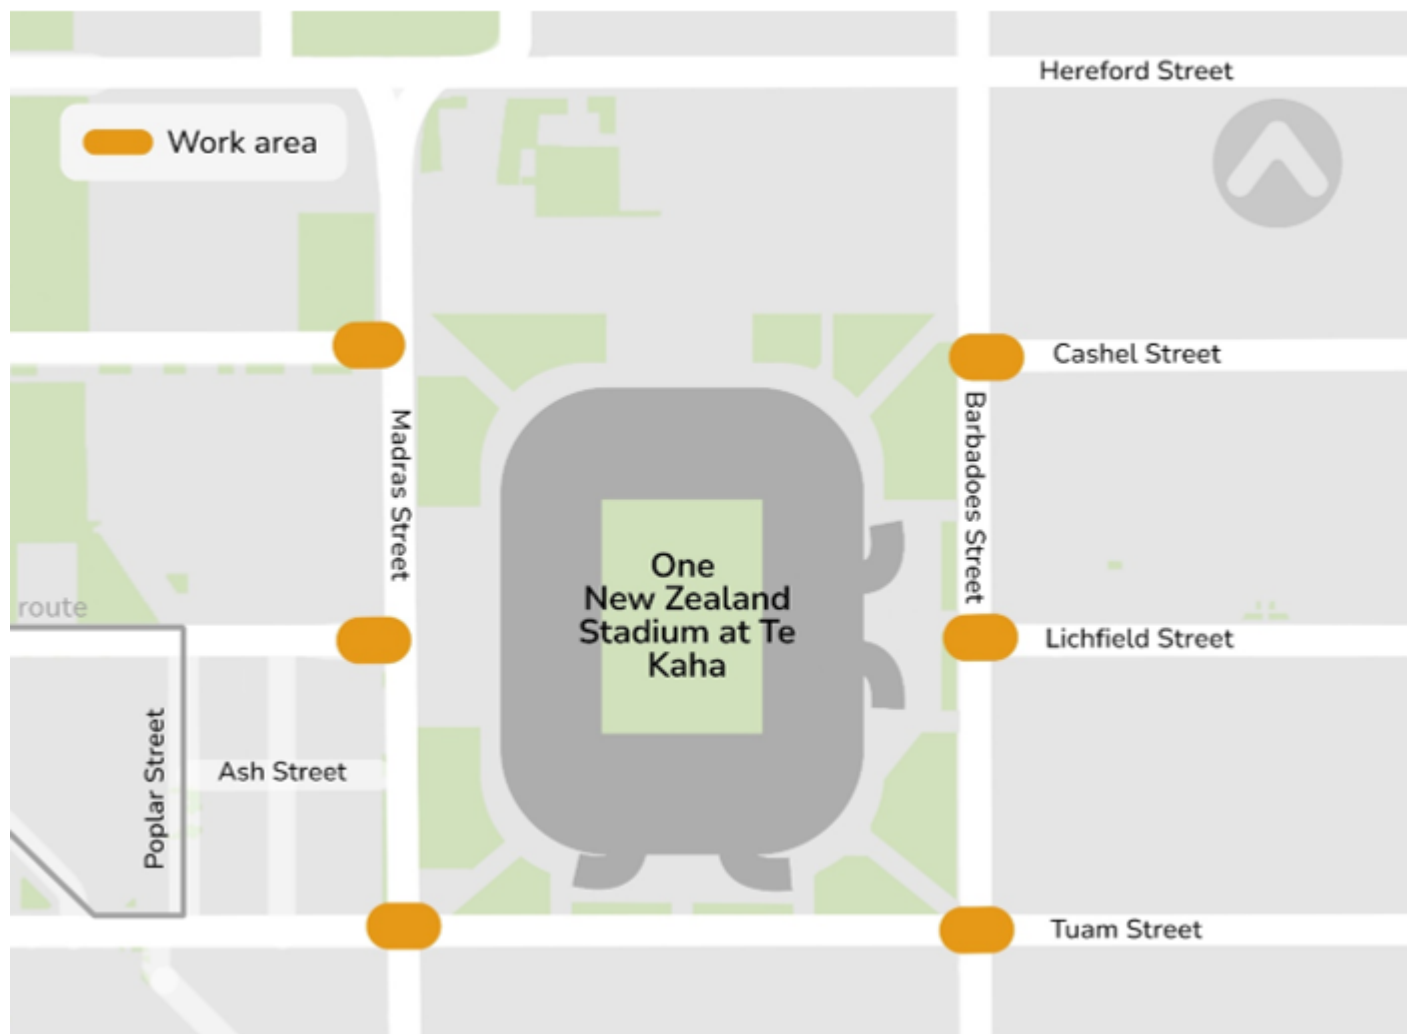 Hereford Street
Work area
Cashel Street
Madras Street
Barbadoes Street
One
New Zealand
Stadium at Te
Kaha
route
Lichfield Street
Poplar Street
Ash Street
Tuam Street